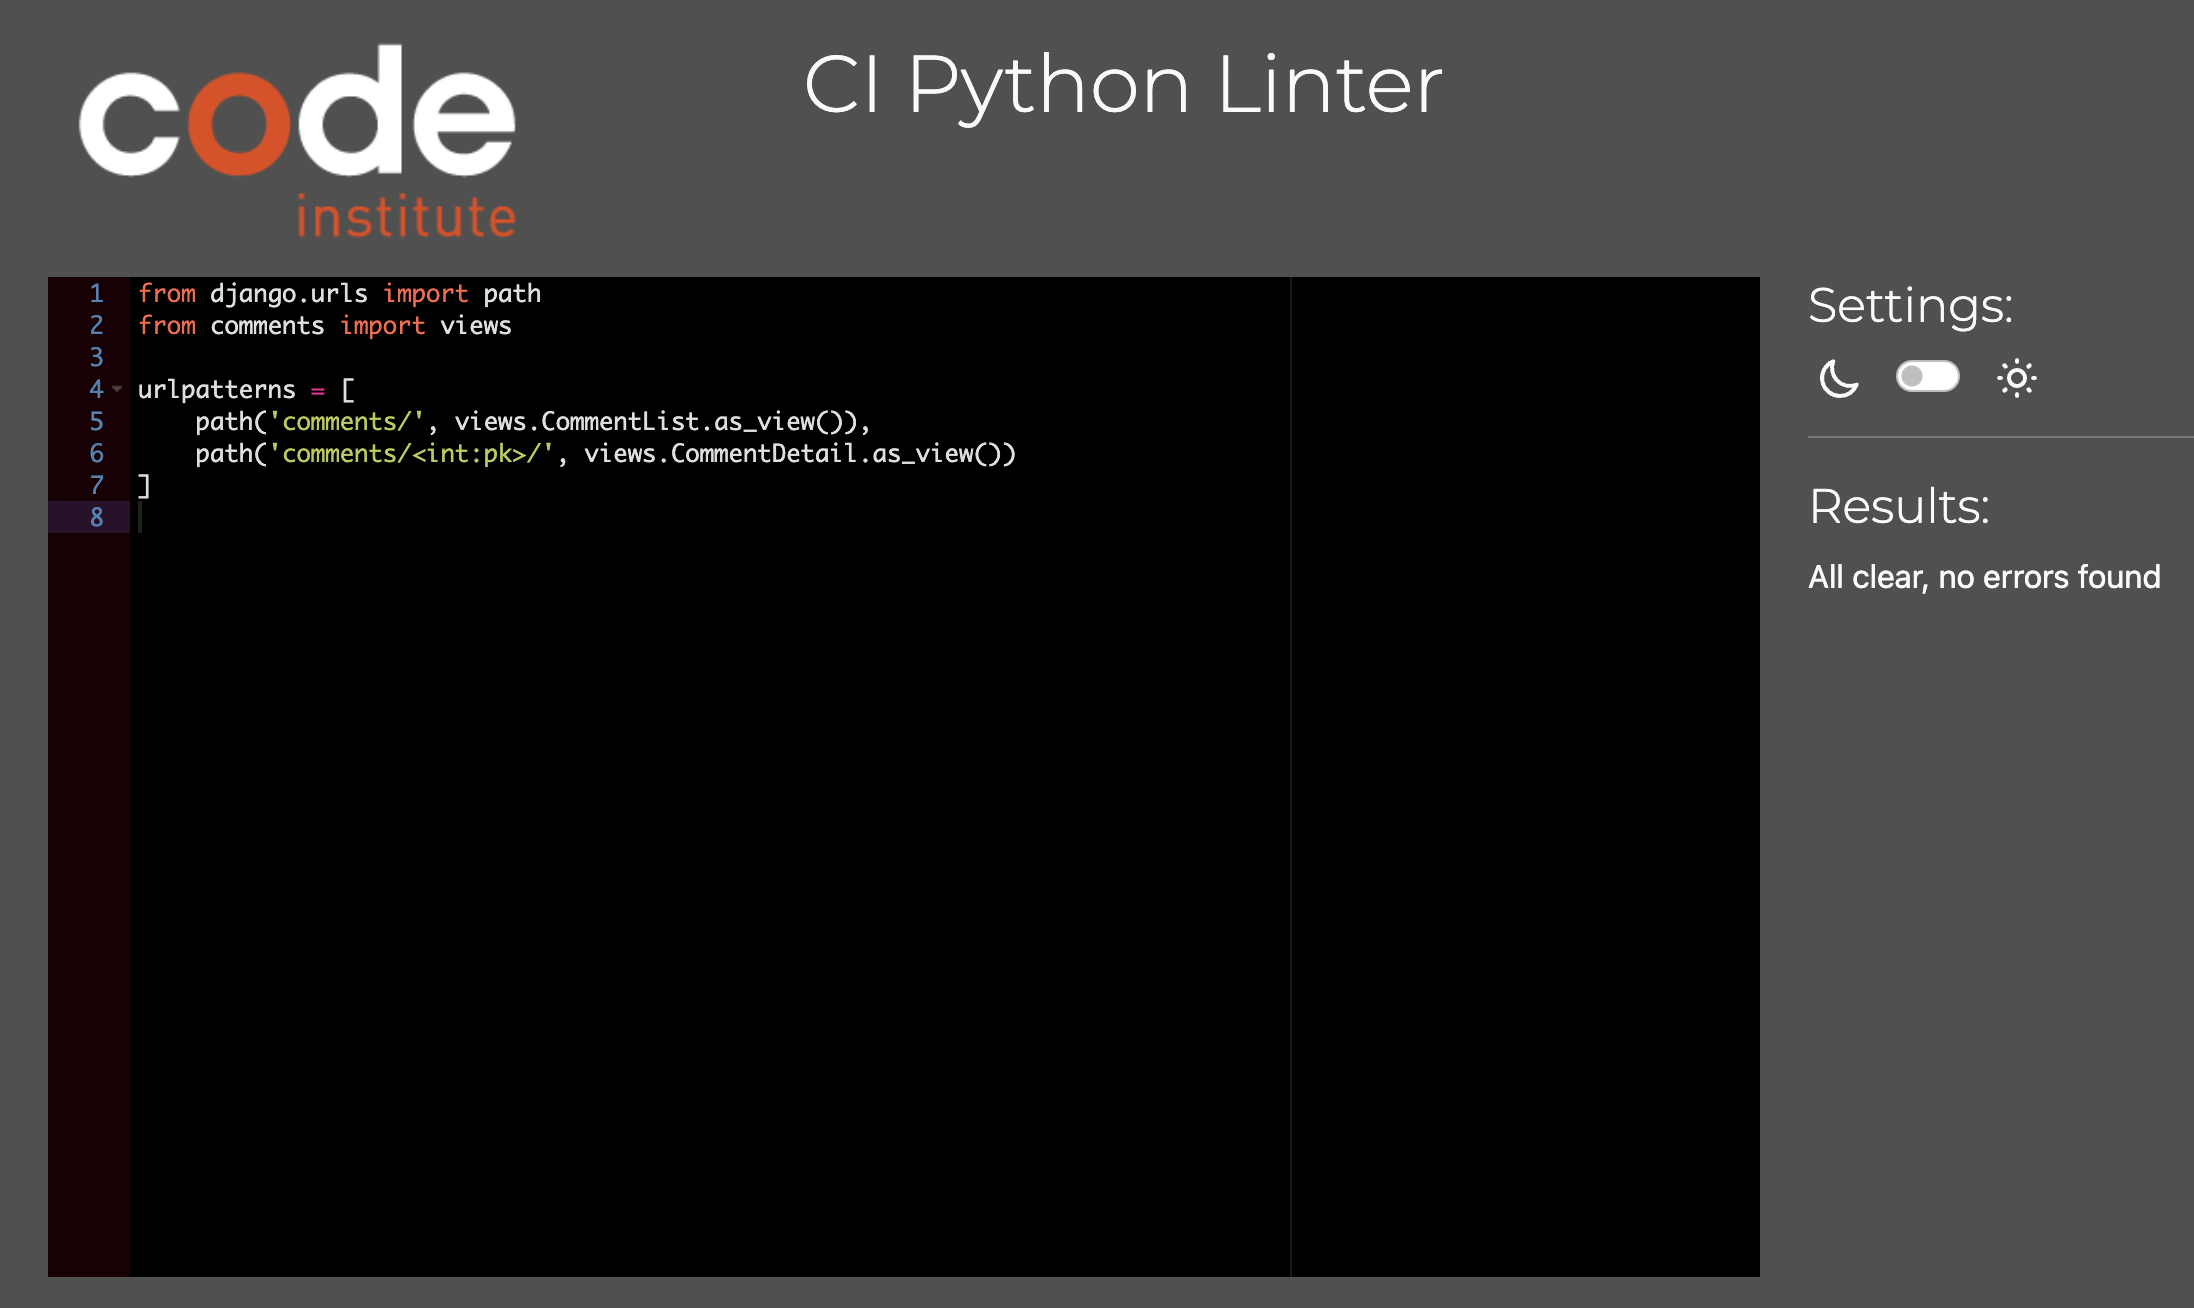 code
institute
CI Python Linter
1 from django.urls import path
2 from comments import views
3
4 urlpatterns = [
5     path('comments/', views.CommentList.as_view()),
6     path('comments/<int:pk>/', views.CommentDetail.as_view())
7 ]
8
Settings:
Results:
All clear, no errors found